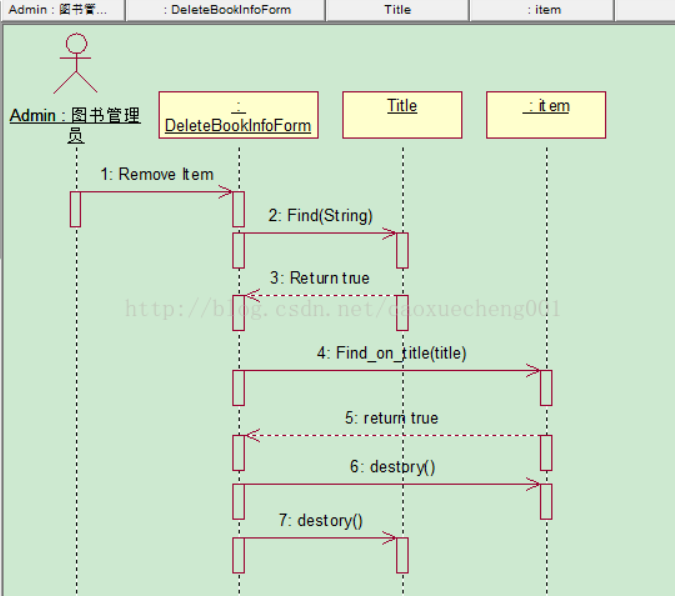 Admin : 图书管...
: DeleteBookInfoForm
Title
: item
Admin : 图书管理
员
:
DeleteBookInfoForm
Title
: item
1: Remove Item
2: Find(String)
3: Return true
http://blog.csdn.net/caoxuecheng001
4: Find_on_title(title)
5: return true
6: destory()
7: destory()